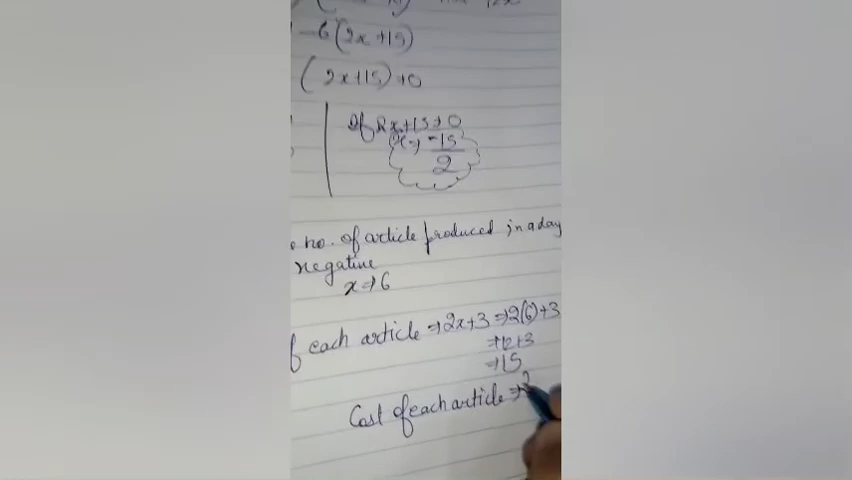 -6(2x+15)
(2x+15)→0
If 2x+15→0
x→ -15
2
no. of article produced in a day
negative
x→6
of each article ⇒2x+3 ⇒2(6)+3
⇒12+3
⇒15
Cost of each article ⇒